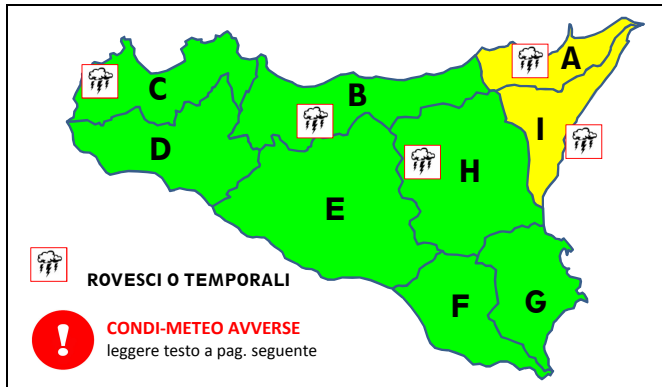 A
C
B
I
D
H
E
ROVESCI O TEMPORALI
F
G
!
CONDI-METEO AVVERSE
leggere testo a pag. seguente